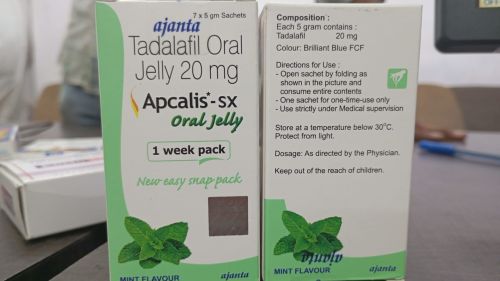 7 x 5 gm Sachets
ajanta
Tadalafil Oral
Jelly 20 mg
Apcalis*-SX
Oral Jelly
1 week pack
New easy snap-pack
MINT FLAVOUR
ajanta
Composition :
Each 5 gram contains :
Tadalafil 20 mg
Colour: Brilliant Blue FCF
Directions for Use :
- Open sachet by folding as
shown in the picture and
consume entire contents
- One sachet for one-time-use only
- Use strictly under Medical supervision
Store at a temperature below 30°C.
Protect from light.
Dosage: As directed by the Physician.
Keep out of the reach of children.
ajanta
MINT FLAVOUR
ajanta
OFF